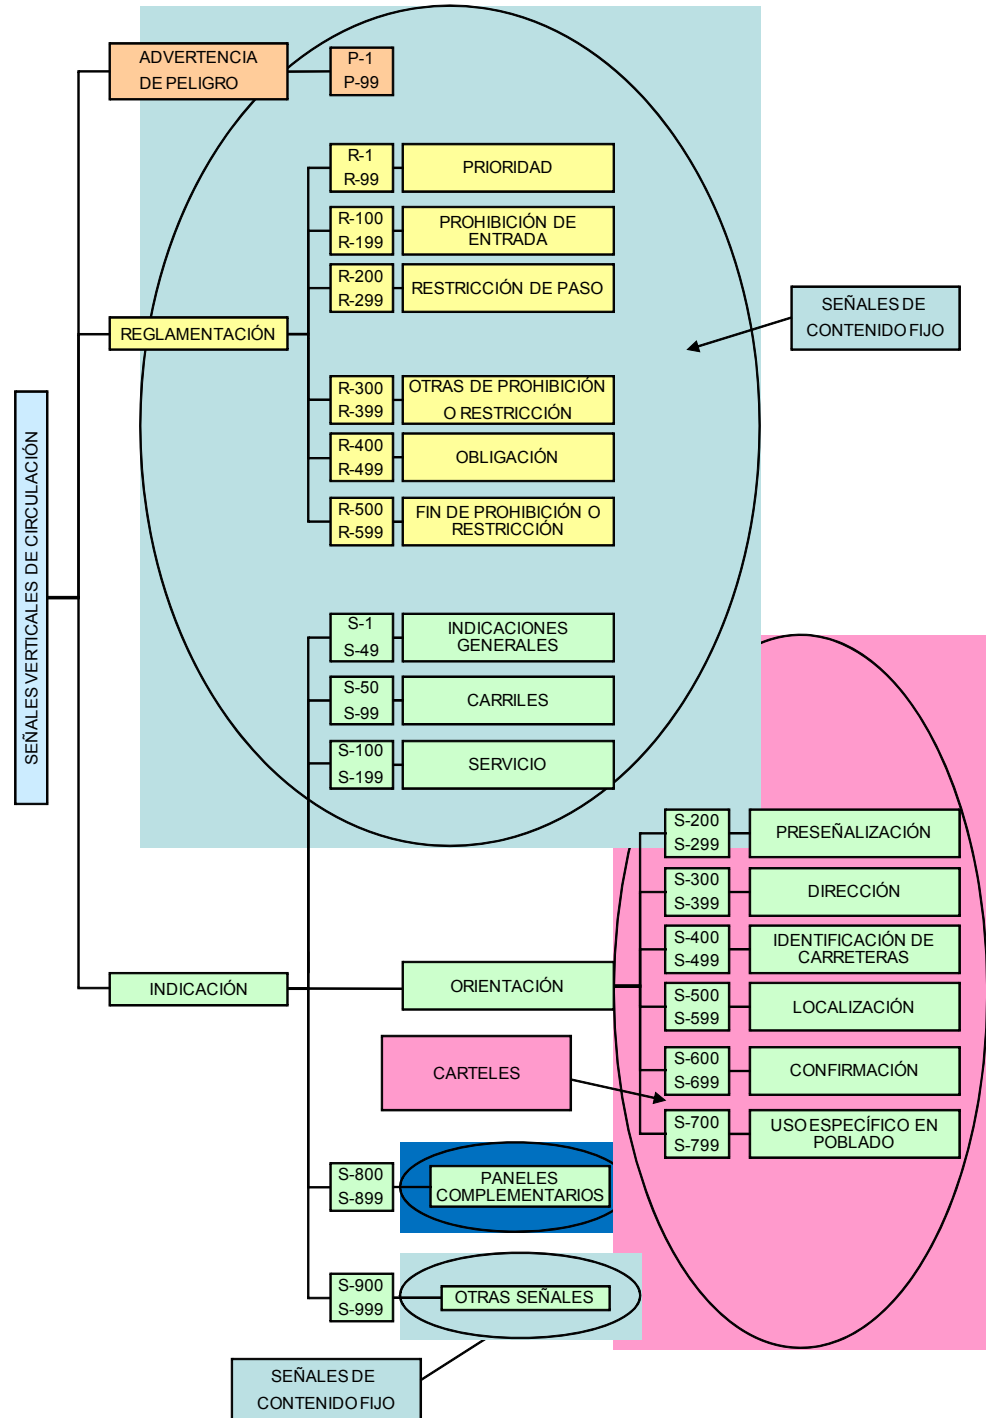 ADVERTENCIA
DE PELIGRO
P-1
P-99
R-1
R-99
PRIORIDAD
R-100
R-199
PROHIBICIÓN DE
ENTRADA
R-200
R-299
RESTRICCIÓN DE PASO
SEÑALES DE
CONTENIDO FIJO
REGLAMENTACIÓN
R-300
R-399
OTRAS DE PROHIBICIÓN
O RESTRICCIÓN
R-400
R-499
OBLIGACIÓN
R-500
R-599
FIN DE PROHIBICIÓN O
RESTRICCIÓN
SEÑALES VERTICALES DE CIRCULACIÓN
S-1
S-49
INDICACIONES
GENERALES
S-50
S-99
CARRILES
S-100
S-199
SERVICIO
S-200
S-299
PRESEÑALIZACIÓN
S-300
S-399
DIRECCIÓN
S-400
S-499
IDENTIFICACIÓN DE
CARRETERAS
INDICACIÓN
ORIENTACIÓN
S-500
S-599
LOCALIZACIÓN
CARTELES
S-600
S-699
CONFIRMACIÓN
S-700
S-799
USO ESPECÍFICO EN
POBLADO
S-800
S-899
PANELES
COMPLEMENTARIOS
S-900
S-999
OTRAS SEÑALES
SEÑALES DE
CONTENIDO FIJO